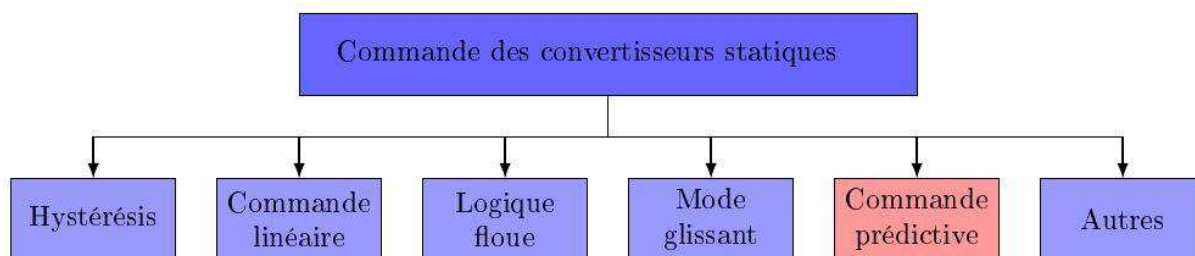 Commande des convertisseurs statiques
Hystérésis
Commande
linéaire
Logique
floue
Mode
glissant
Commande
prédictive
Autres